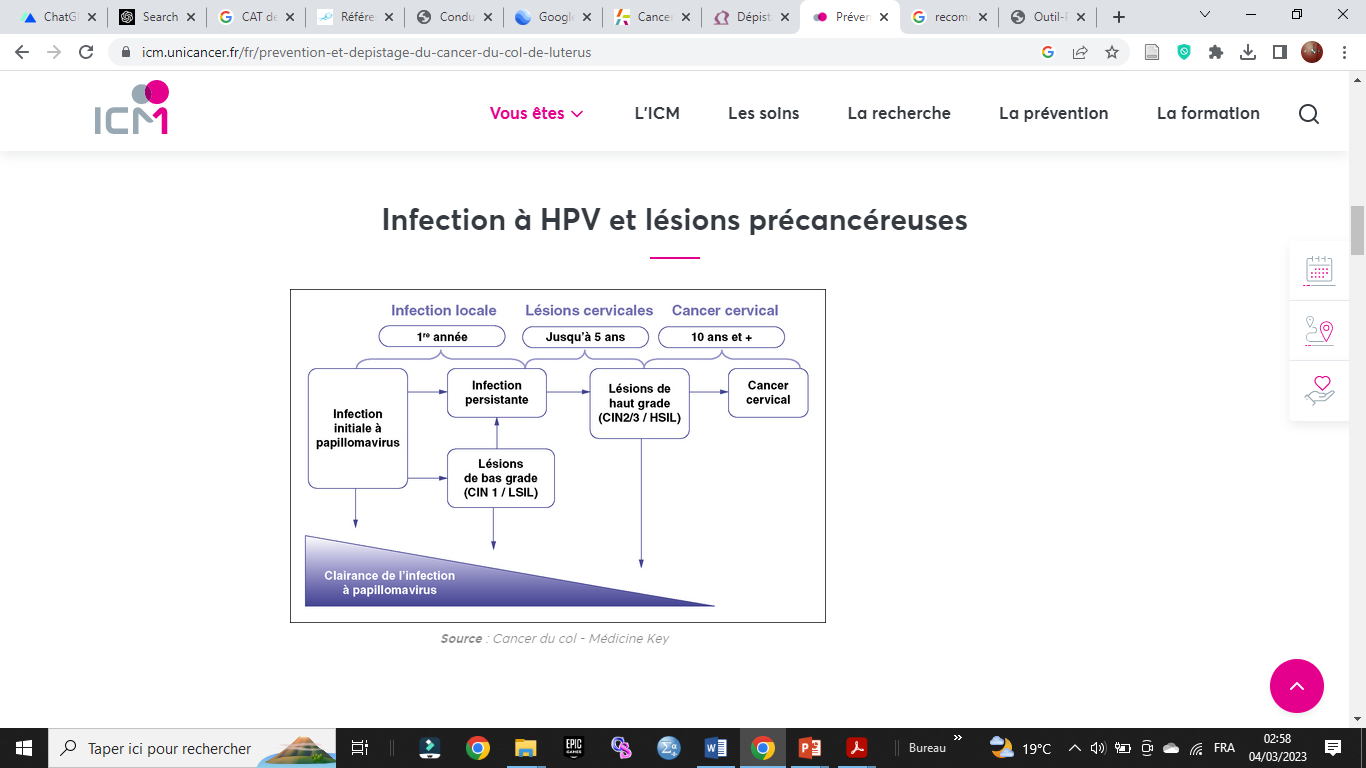 ChatG
Search
CAT de
Référe
Condu
Google
Cance
Dépist
Préver
recom
Outil-F
icm.unicancer.fr/fr/prevention-et-depistage-du-cancer-du-col-de-luterus
ICM
Vous êtes
L'ICM
Les soins
La recherche
La prévention
La formation
Infection à HPV et lésions précancéreuses
Infection locale
Lésions cervicales
Cancer cervical
1re année
Jusqu'à 5 ans
10 ans et +
Infection
initiale à
papillomavirus
Infection
persistante
Lésions de
haut grade
(CIN2/3 / HSIL)
Cancer
cervical
Lésions
de bas grade
(CIN 1 / LSIL)
Clairance de l'infection
à papillomavirus
Source : Cancer du col - Médicine Key
Taper ici pour rechercher
EPIC
GAMES
Bureau
19°C
FRA
02:58
04/03/2023